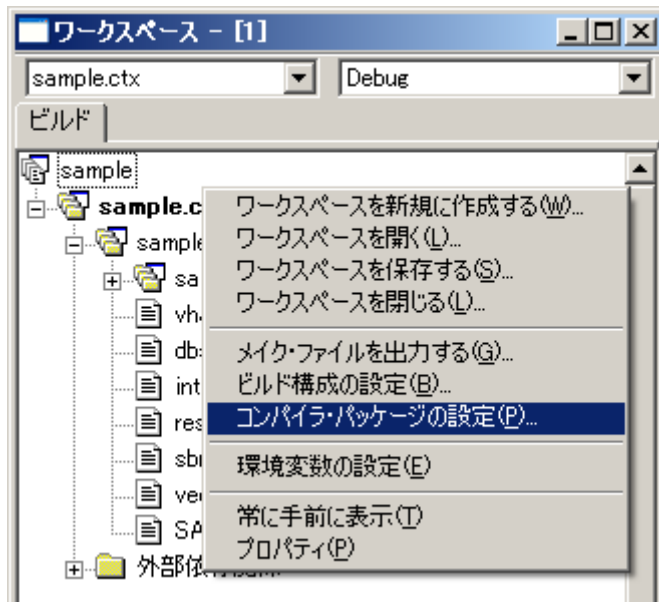 ワークスペース - [1]
sample.ctx
Debug
ビルド
sample
sample.c
sample
sa
vha
dbs
int
res
sbr
vec
SA
外部依
ワークスペースを新規に作成する(W)...
ワークスペースを開く(L)...
ワークスペースを保存する(S)...
ワークスペースを閉じる(L)...
メイク・ファイルを出力する(G)...
ビルド構成の設定(B)...
コンパイラ・パッケージの設定(P)...
環境変数の設定(E)
常に手前に表示(T)
プロパティ(P)